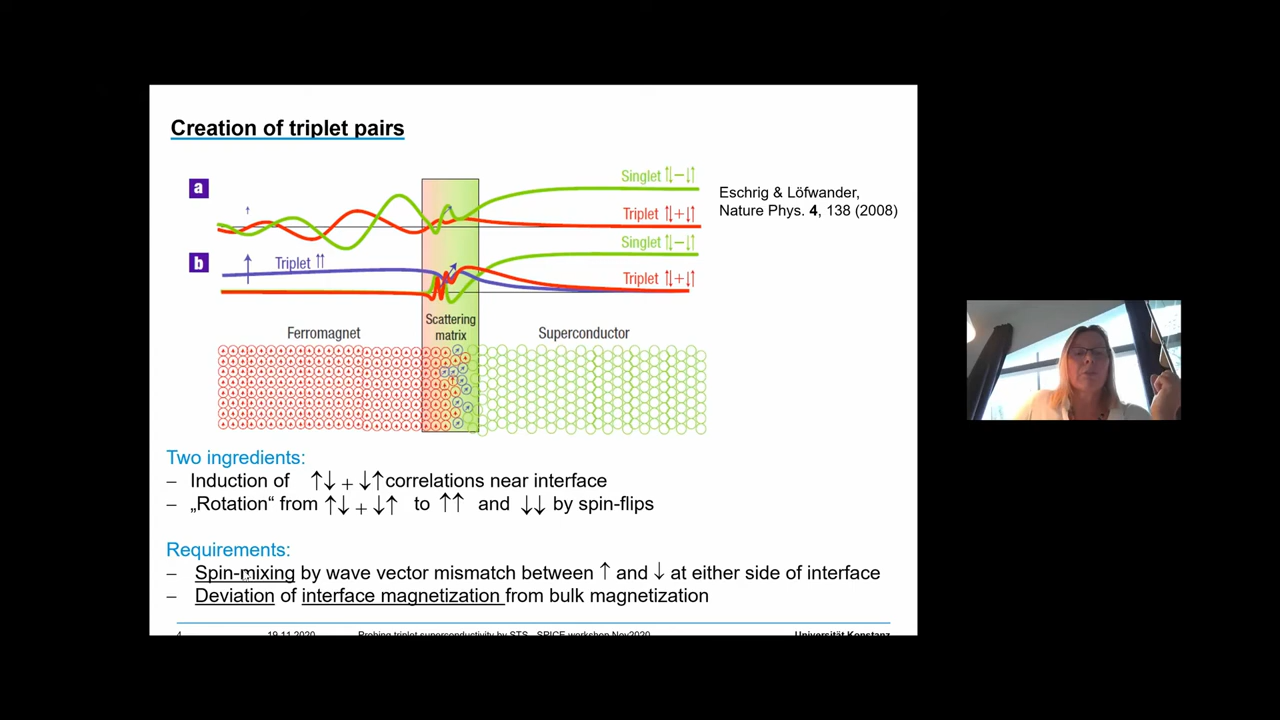 Creation of triplet pairs
a
Singlet ↑↓−↓↑
Eschrig & Löfwander,
Nature Phys. 4, 138 (2008)
Triplet ↑↓+↓↑
Singlet ↑↓−↓↑
b
Triplet ↑↑
Triplet ↑↓+↓↑
Ferromagnet
Scattering
matrix
Superconductor
Two ingredients:
– Induction of ↑↓ + ↓↑ correlations near interface
– „Rotation“ from ↑↓ + ↓↑ to ↑↑ and ↓↓ by spin-flips
Requirements:
– Spin-mixing by wave vector mismatch between ↑ and ↓ at either side of interface
– Deviation of interface magnetization from bulk magnetization
4 19.11.2020 Probing triplet superconductivity by STS - SPICE workshop Nov2020 Universität Konstanz